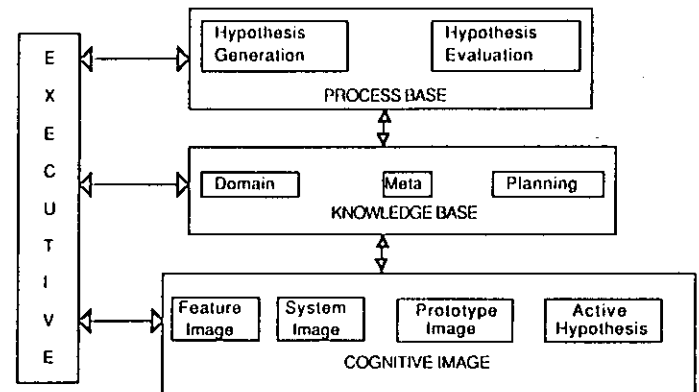 EXECUTIVE
Hypothesis
Generation
Hypothesis
Evaluation
PROCESS BASE
Domain
Meta
Planning
KNOWLEDGE BASE
Feature
Image
System
Image
Prototype
Image
Active
Hypothesis
COGNITIVE IMAGE